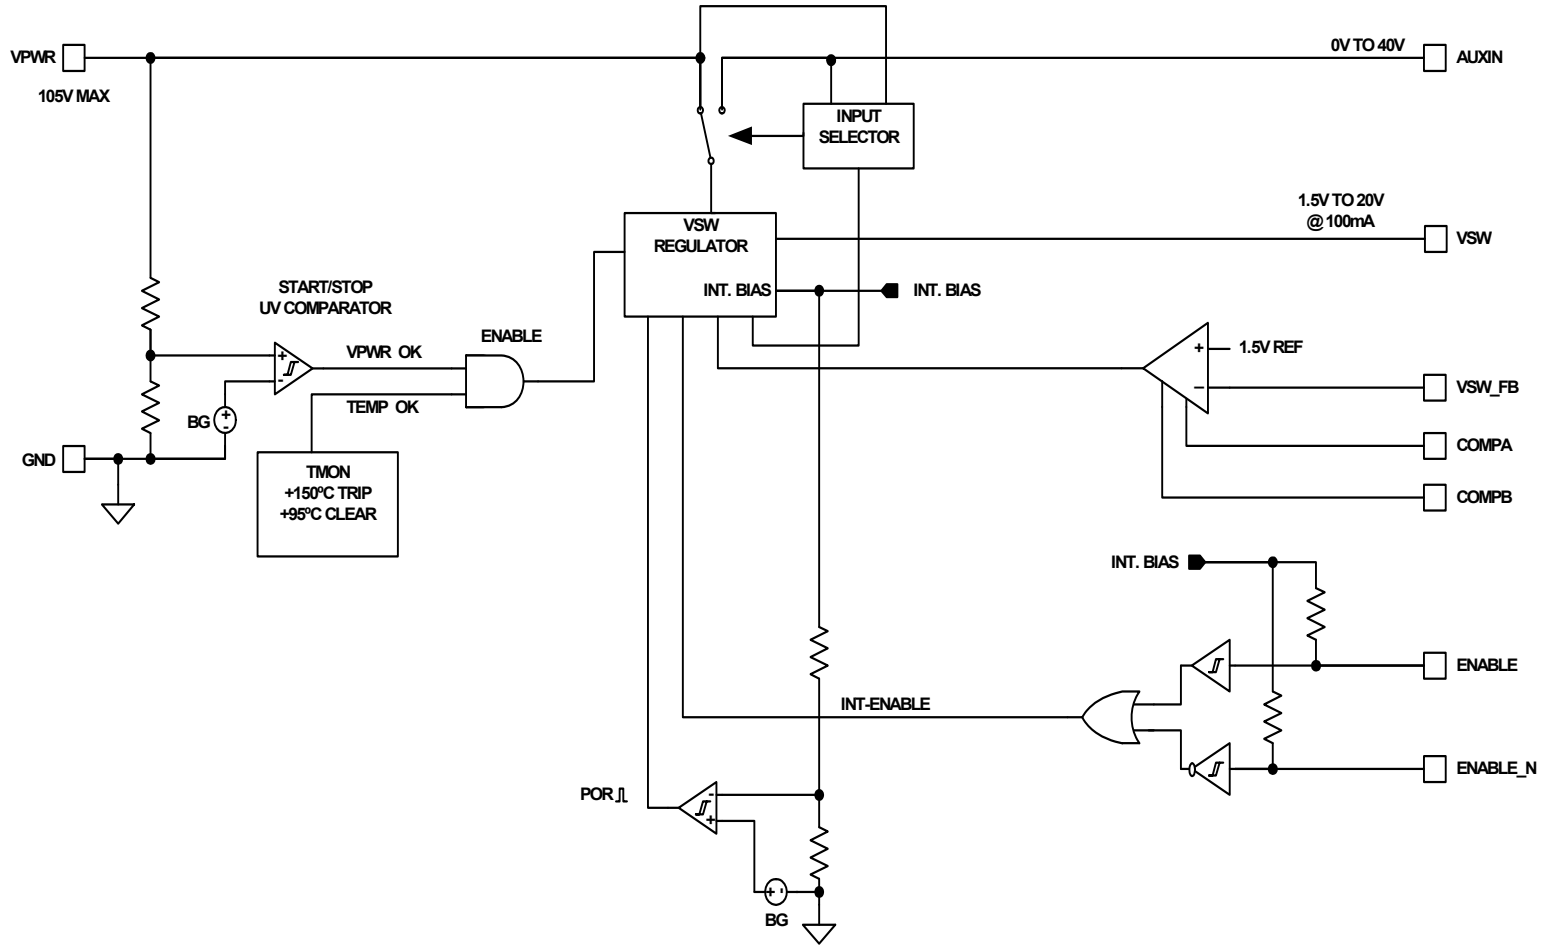 0V TO 40V
VPWR
AUXIN
105V MAX
INPUT
SELECTOR
1.5V TO 20V
@ 100mA
VSW
REGULATOR
VSW
START/STOP
UV COMPARATOR
INT. BIAS
INT. BIAS
ENABLE
VPWR OK
+
-
+
1.5V REF
–
VSW_FB
TEMP OK
BG
+
-
COMPA
GND
TMON
+150ºC TRIP
+95ºC CLEAR
COMPB
INT. BIAS
ENABLE
INT-ENABLE
ENABLE_N
POR
-
+
+ -
BG